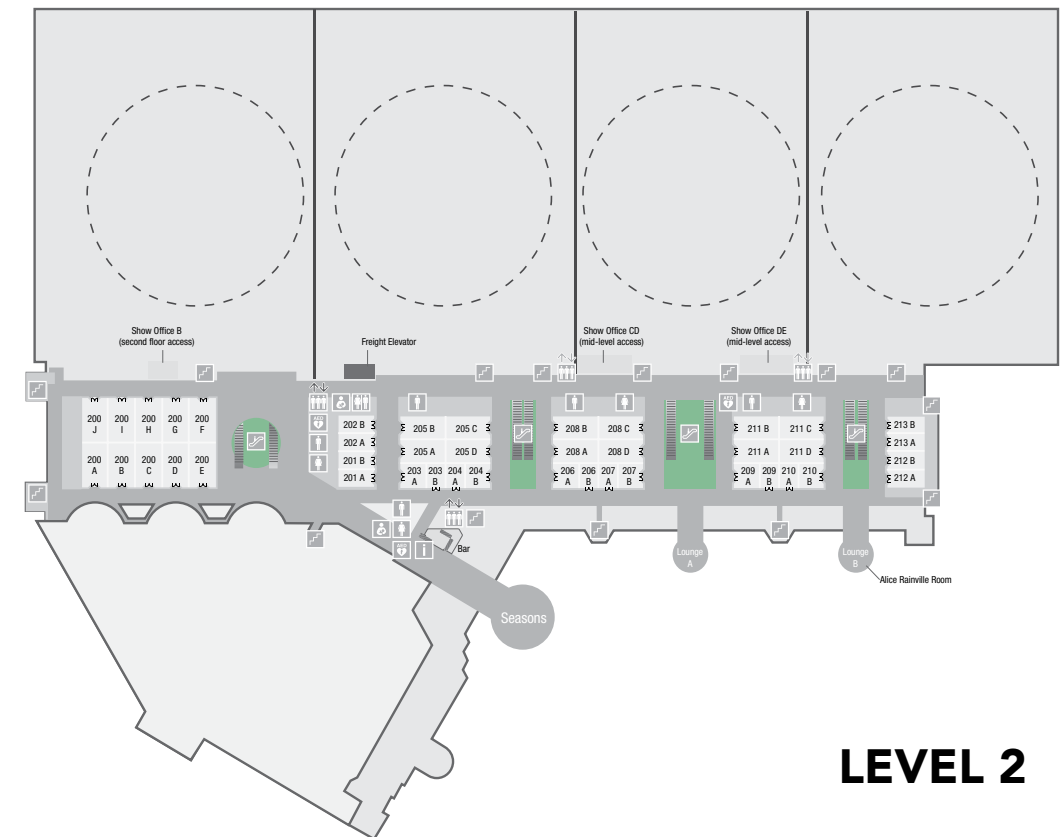 Show Office B
(second floor access)
Freight Elevator
Show Office CD
(mid-level access)
Show Office DE
(mid-level access)
200 J
200 I
200 H
200 G
200 F
200 A
200 B
200 C
200 D
200 E
AED
202 B
202 A
201 B
201 A
205 B
205 C
205 A
205 D
203 A
203 B
204 A
204 B
208 B
208 C
208 A
208 D
206 A
206 B
207 A
207 B
AED
211 B
211 C
211 A
211 D
209 A
209 B
210 A
210 B
213 B
213 A
212 B
212 A
AED
i
Bar
Lounge
A
Lounge
B
Alice Rainville Room
Seasons
LEVEL 2